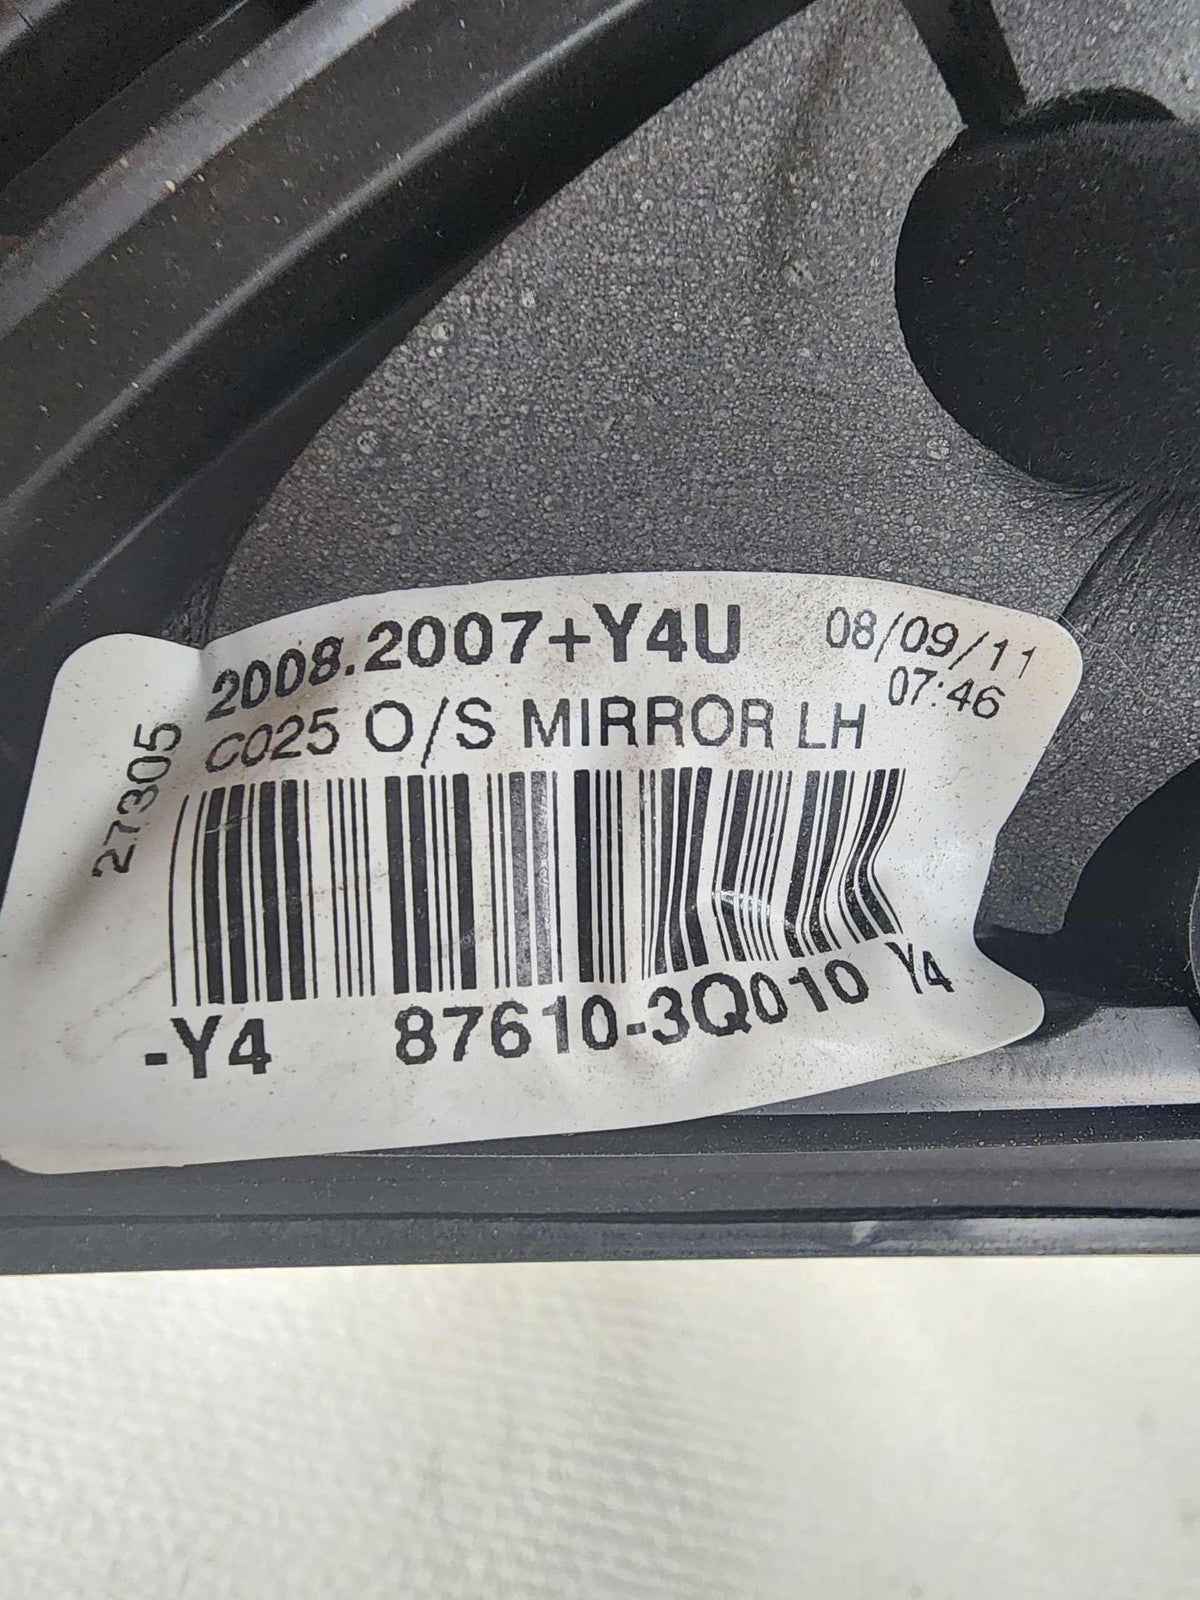 2008.2007+Y4U
08/09/11
07:46
C025 O/S MIRROR LH
27305
-Y4 87610-3Q010 Y4